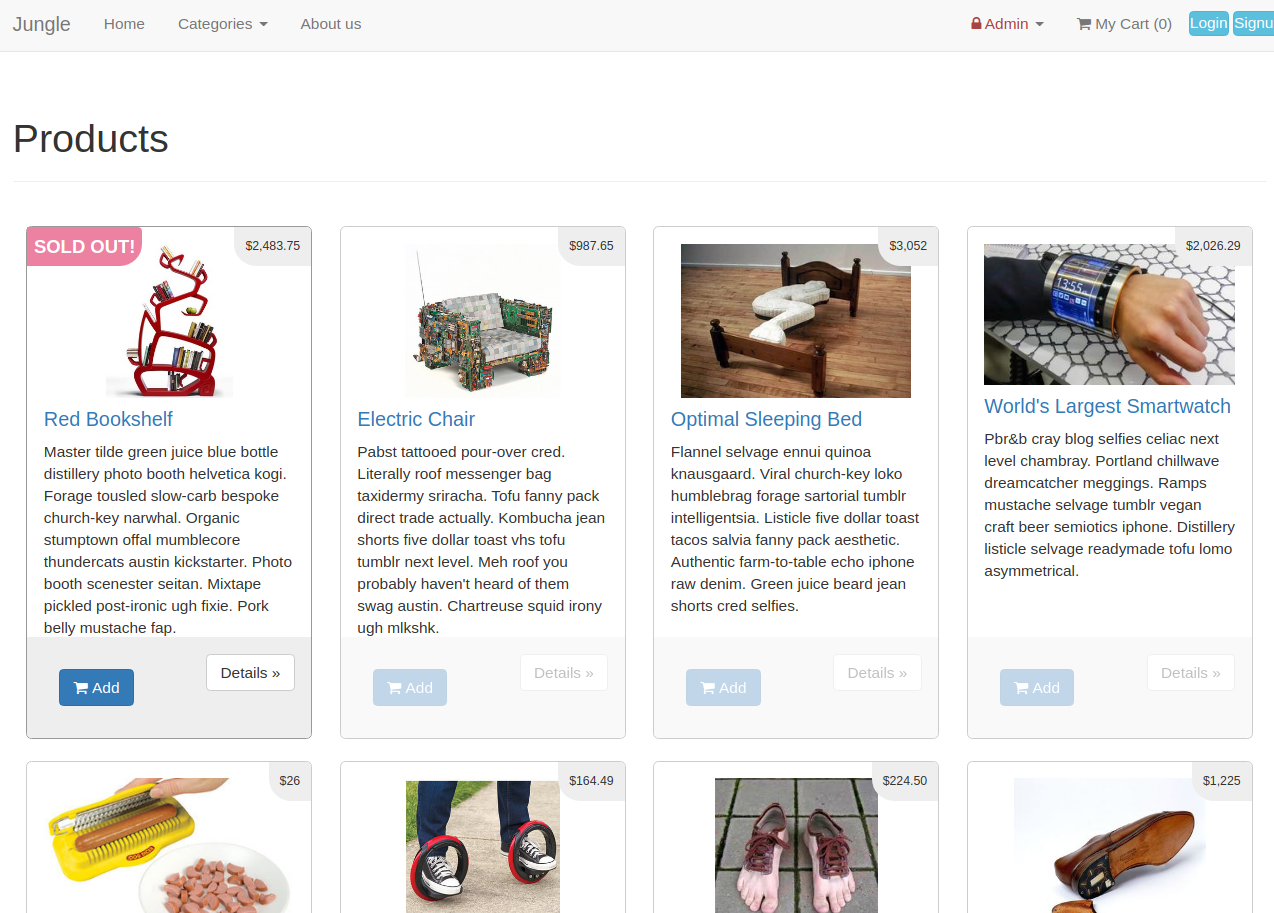 Jungle Home Categories About us Admin My Cart (0) Login Signu
Products
SOLD OUT! $2,483.75
Red Bookshelf
Master tilde green juice blue bottle
distillery photo booth helvetica kogi.
Forage tousled slow-carb bespoke
church-key narwhal. Organic
stumptown offal mumblecore
thundercats austin kickstarter. Photo
booth scenester seitan. Mixtape
pickled post-ironic ugh fixie. Pork
belly mustache fap.
Add Details »
$987.65
Electric Chair
Pabst tattooed pour-over cred.
Literally roof messenger bag
taxidermy sriracha. Tofu fanny pack
direct trade actually. Kombucha jean
shorts five dollar toast vhs tofu
tumblr next level. Meh roof you
probably haven't heard of them
swag austin. Chartreuse squid irony
ugh mlkshk.
Add Details »
$3,052
Optimal Sleeping Bed
Flannel selvage ennui quinoa
knausgaard. Viral church-key loko
humblebrag forage sartorial tumblr
intelligentsia. Listicle five dollar toast
tacos salvia fanny pack aesthetic.
Authentic farm-to-table echo iphone
raw denim. Green juice beard jean
shorts cred selfies.
Add Details »
$2,026.29
13:55
World's Largest Smartwatch
Pbr&b cray blog selfies celiac next
level chambray. Portland chillwave
dreamcatcher meggings. Ramps
mustache selvage tumblr vegan
craft beer semiotics iphone. Distillery
listicle selvage readymade tofu lomo
asymmetrical.
Add Details »
$26
$164.49
$224.50
$1,225